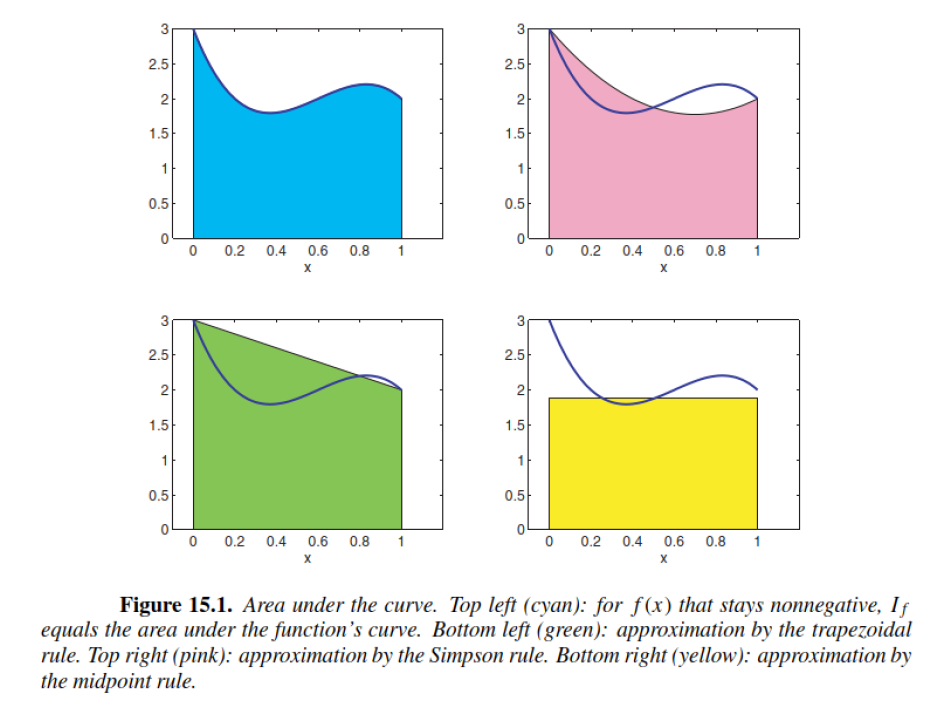 3
2.5
2
1.5
1
0.5
0
0 0.2 0.4 0.6 0.8 1
x
3
2.5
2
1.5
1
0.5
0
0 0.2 0.4 0.6 0.8 1
x
3
2.5
2
1.5
1
0.5
0
0 0.2 0.4 0.6 0.8 1
x
3
2.5
2
1.5
1
0.5
0
0 0.2 0.4 0.6 0.8 1
x
Figure 15.1. Area under the curve. Top left (cyan): for f(x) that stays nonnegative, I_f
equals the area under the function's curve. Bottom left (green): approximation by the trapezoidal
rule. Top right (pink): approximation by the Simpson rule. Bottom right (yellow): approximation by
the midpoint rule.